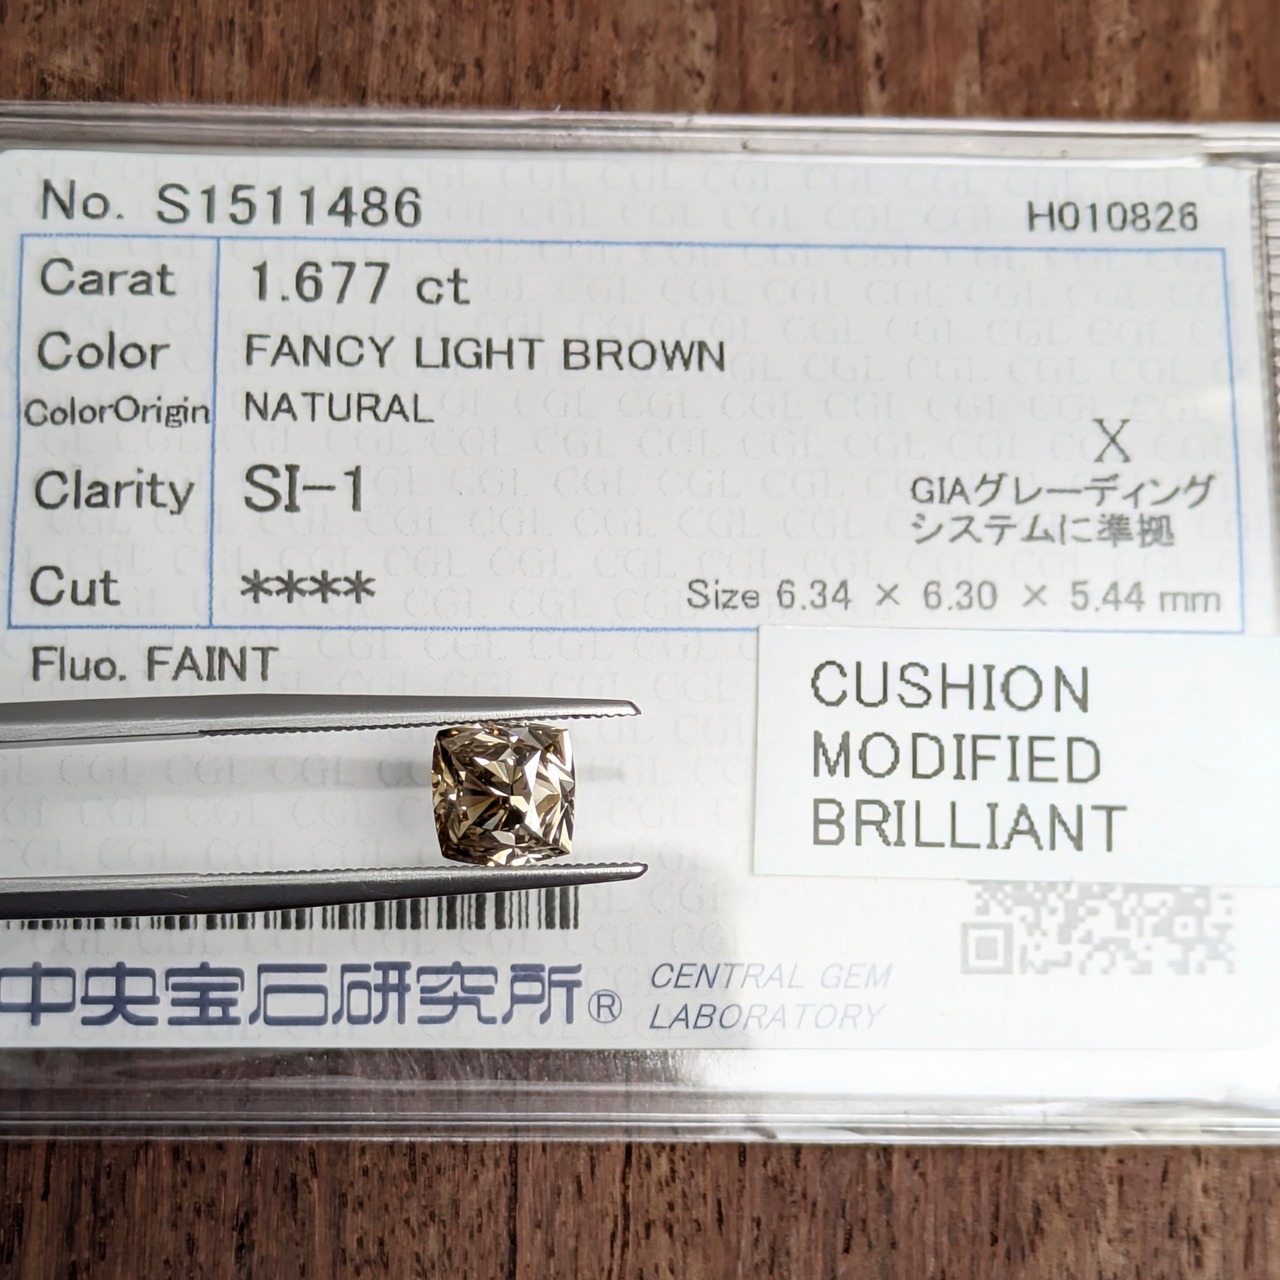 No. S1511486
H010826
Carat 1.677 ct
Color FANCY LIGHT BROWN
ColorOrigin NATURAL
X
Clarity SI-1
GIAグレーディング
システムに準拠
Cut ****
Size 6.34 × 6.30 × 5.44 mm
Fluo. FAINT
CUSHION
MODIFIED
BRILLIANT
中央宝石研究所®
CENTRAL GEM
LABORATORY